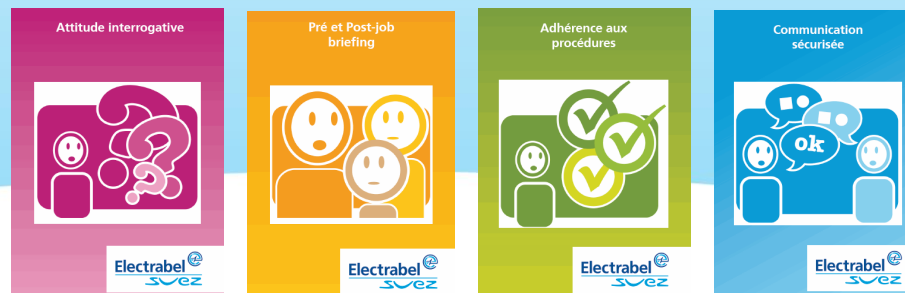 Attitude interrogative
Electrabel
suez
Pré et Post-job
briefing
Electrabel
suez
Adhérence aux
procédures
Electrabel
suez
Communication
sécurisée
ok
Electrabel
suez